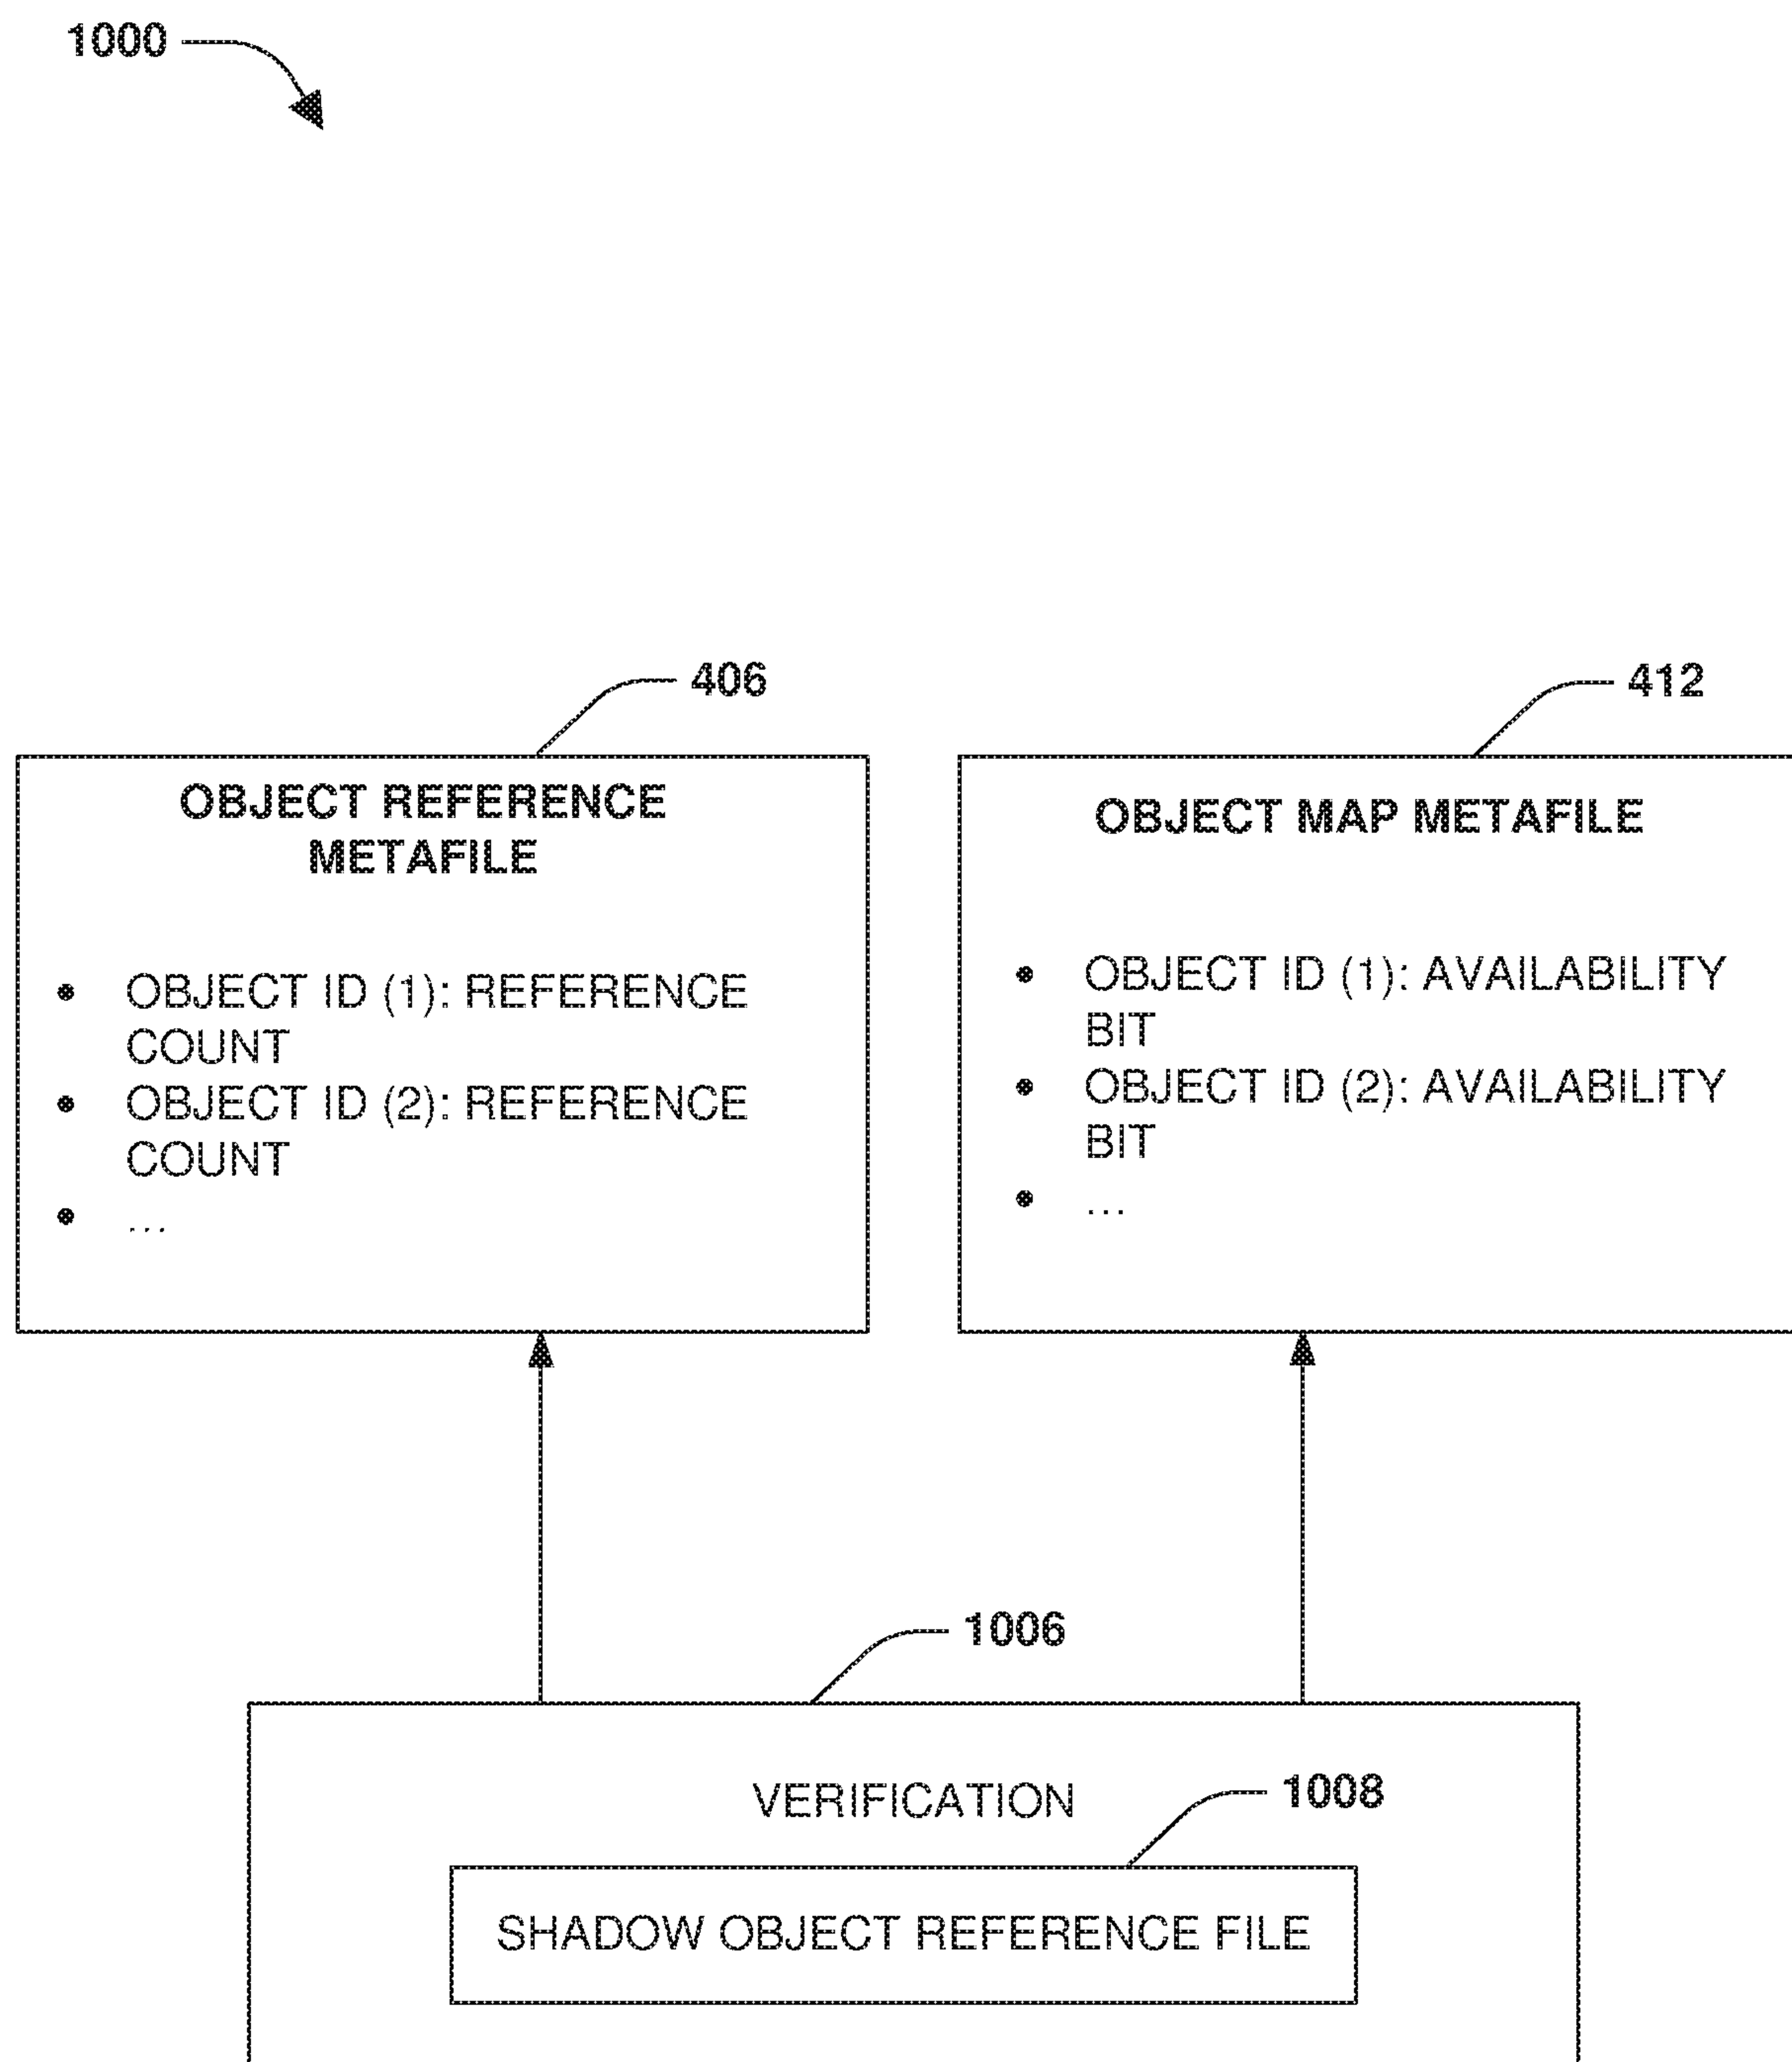 1000
406
412
OBJECT REFERENCE
METAFILE
• OBJECT ID (1): REFERENCE
COUNT
• OBJECT ID (2): REFERENCE
COUNT
• ...
OBJECT MAP METAFILE
• OBJECT ID (1): AVAILABILITY
BIT
• OBJECT ID (2): AVAILABILITY
BIT
• ...
1006
VERIFICATION
1008
SHADOW OBJECT REFERENCE FILE